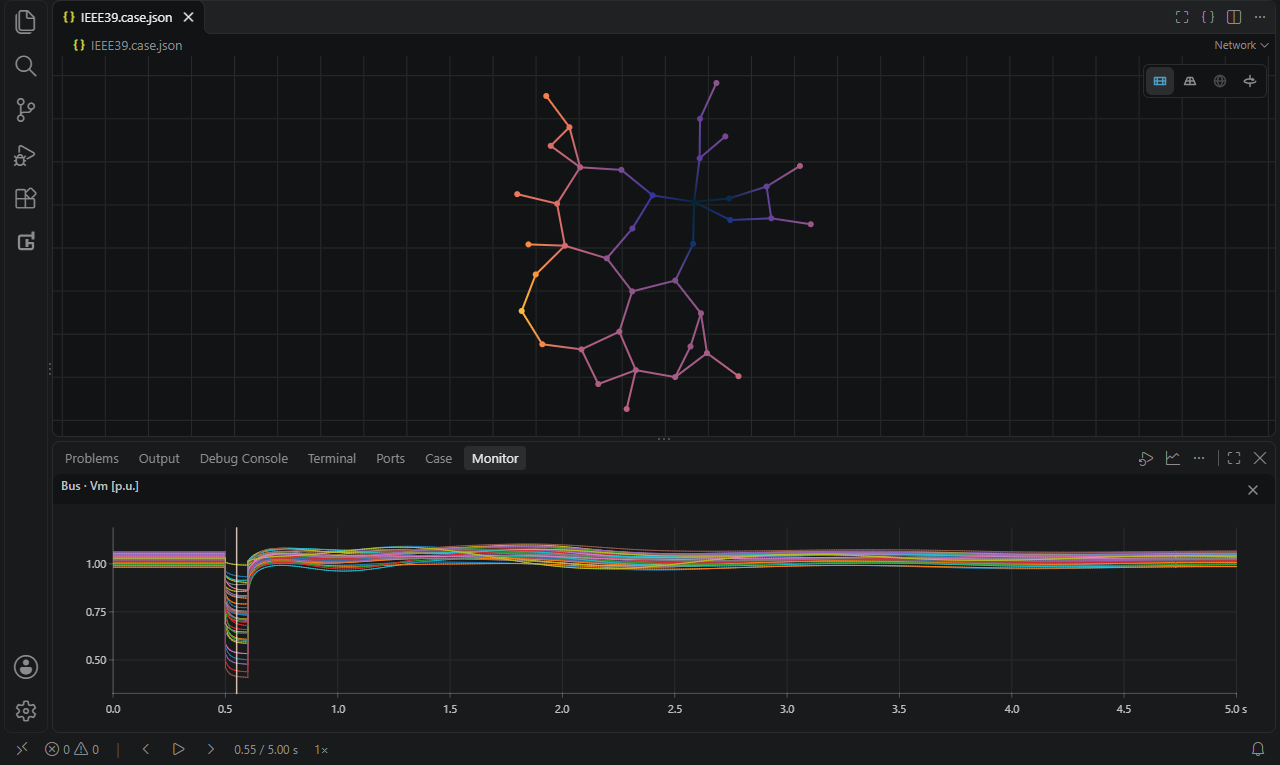 {} IEEE39.case.json
{} IEEE39.case.json
Network
Problems Output Debug Console Terminal Ports Case Monitor
Bus · Vm [p.u.]
1.00
0.75
0.50
0.0 0.5 1.0 1.5 2.0 2.5 3.0 3.5 4.0 4.5 5.0 s
0 0 0.55 / 5.00 s 1×